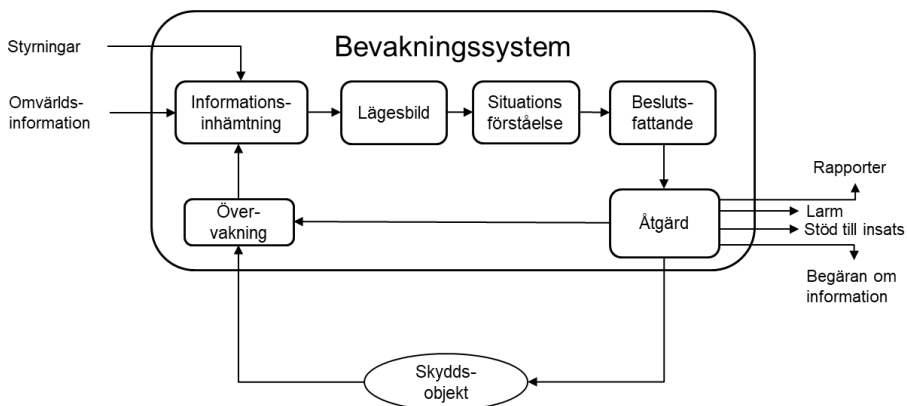 Bevakningssystem
Styrningar
Omvärlds-
information
Informations-
inhämtning
Lägesbild
Situations
förståelse
Besluts-
fattande
Över-
vakning
Åtgärd
Rapporter
Larm
Stöd till insats
Begäran om
information
Skydds-
objekt